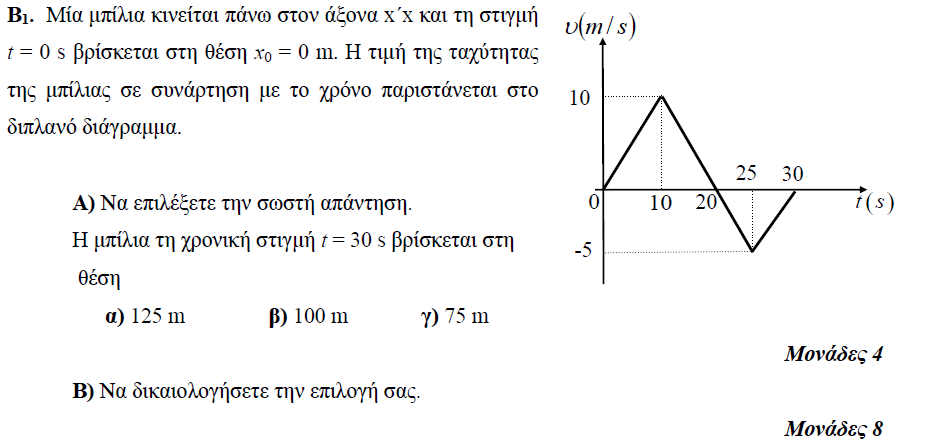 Β1. Μία μπίλια κινείται πάνω στον άξονα x΄x και τη στιγμή
t = 0 s βρίσκεται στη θέση x0 = 0 m. Η τιμή της ταχύτητας
της μπίλιας σε συνάρτηση με το χρόνο παριστάνεται στο
διπλανό διάγραμμα.
Α) Να επιλέξετε την σωστή απάντηση.
Η μπίλια τη χρονική στιγμή t = 30 s βρίσκεται στη
θέση
α) 125 m β) 100 m γ) 75 m
Μονάδες 4
Β) Να δικαιολογήσετε την επιλογή σας.
Μονάδες 8
υ(m / s)
10
25 30
0 10 20 t(s)
-5